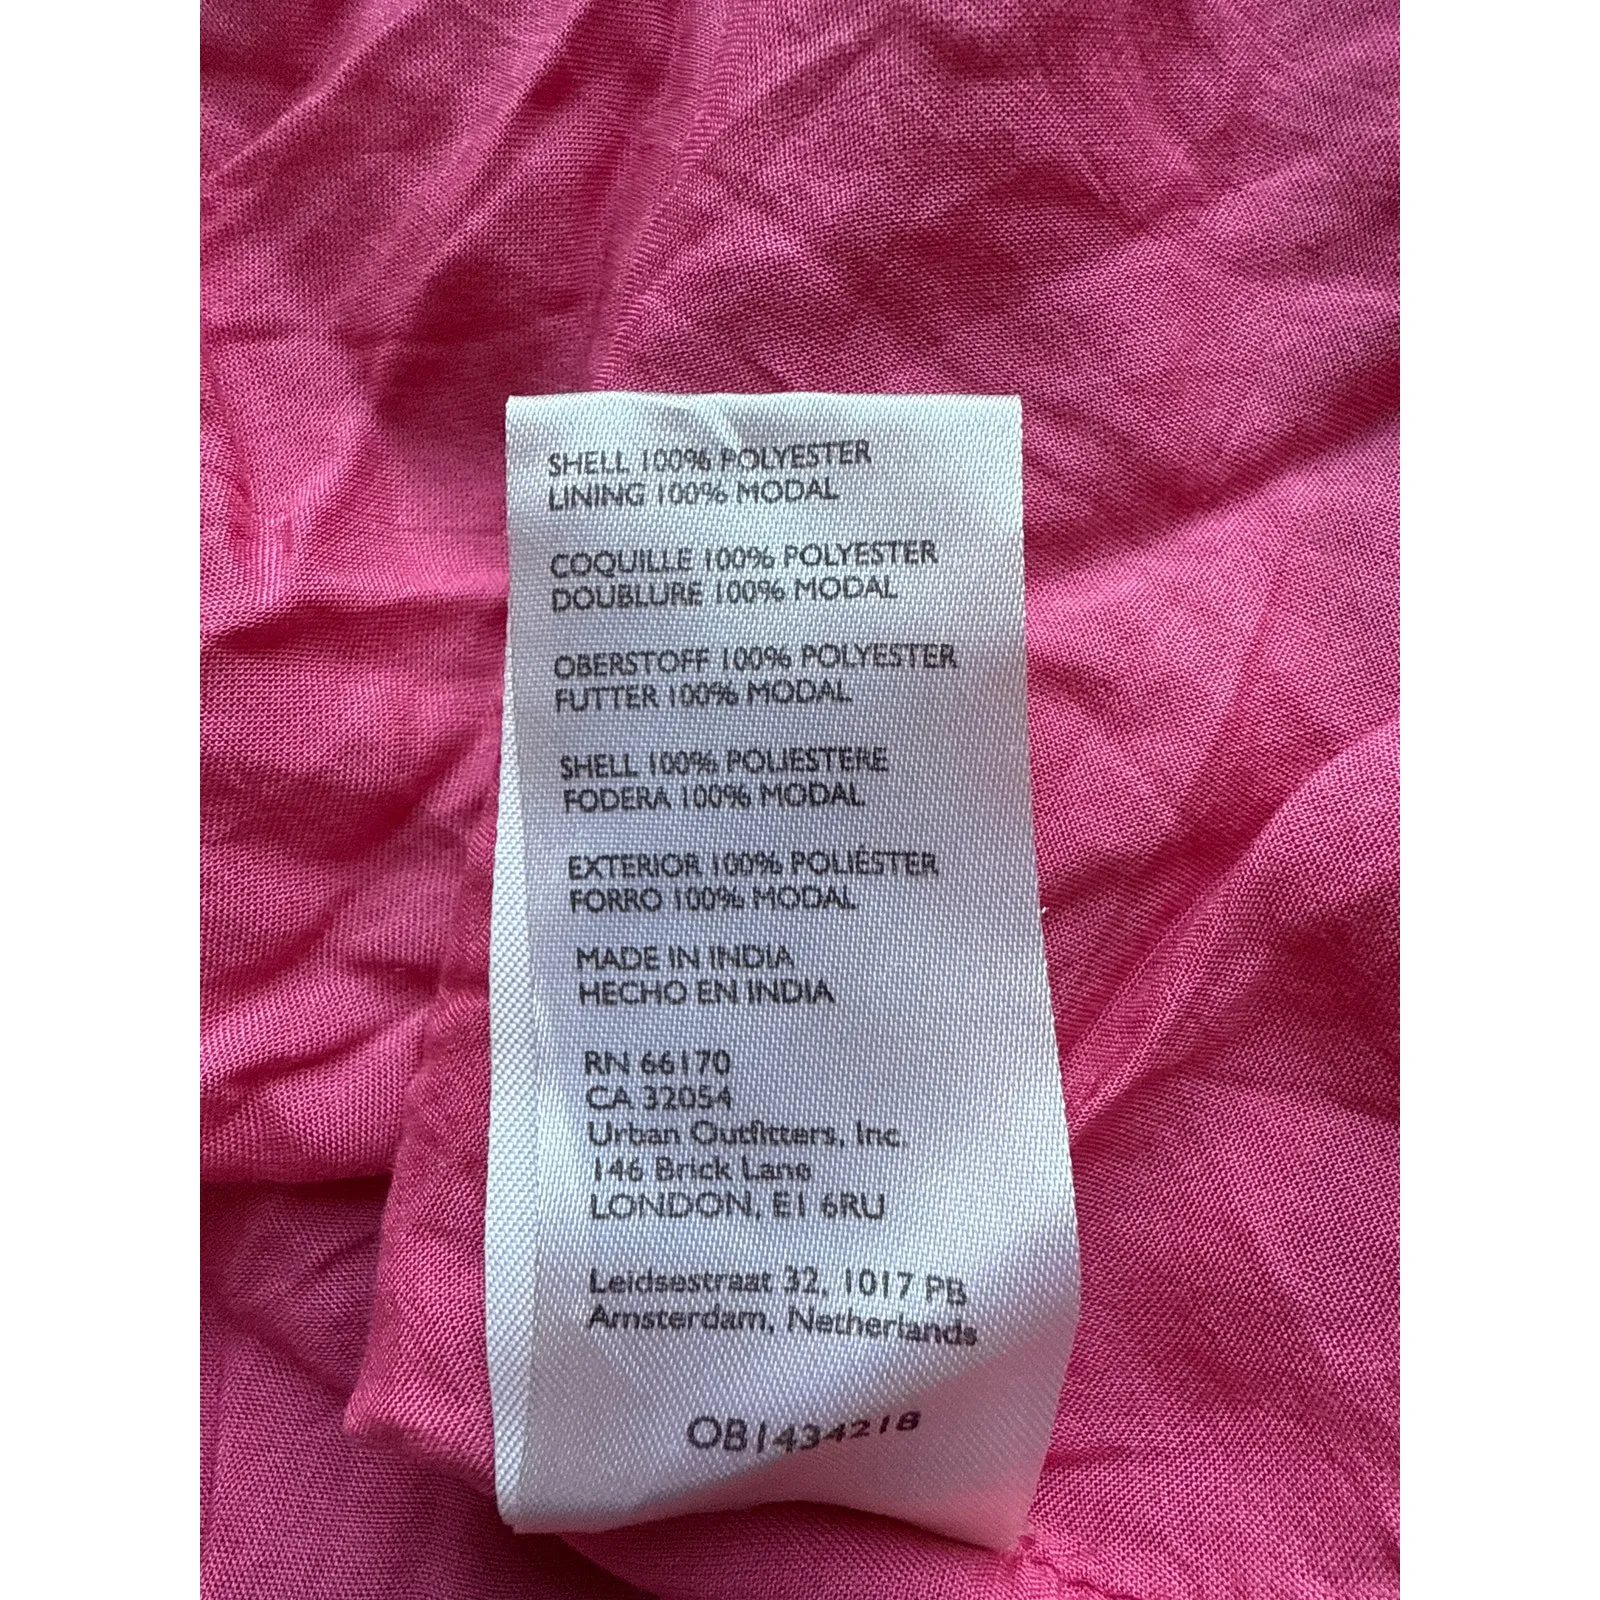 SHELL 100% POLYESTER
LINING 100% MODAL
COQUILLE 100% POLYESTER
DOUBLURE 100% MODAL
OBERSTOFF 100% POLYESTER
FUTTER 100% MODAL
SHELL 100% POLIESTERE
FODERA 100% MODAL
EXTERIOR 100% POLIÉSTER
FORRO 100% MODAL
MADE IN INDIA
HECHO EN INDIA
RN 66170
CA 32054
Urban Outfitters, Inc.
146 Brick Lane
LONDON, E1 6RU
Leidsestraat 32, 1017 PB
Amsterdam, Netherlands
OB1434218